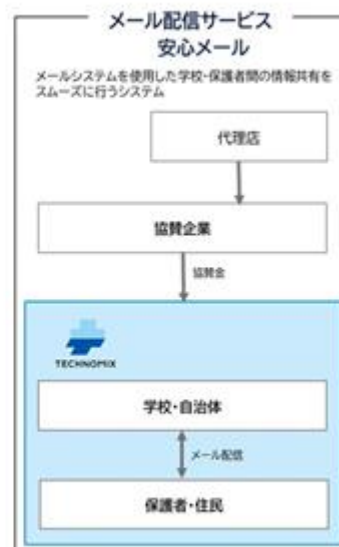 メール配信サービス
安心メール
メールシステムを使用した学校・保護者間の情報共有を
スムーズに行うシステム
代理店
協賛企業
協賛金
TECHNOMIX
学校・自治体
メール配信
保護者・住民